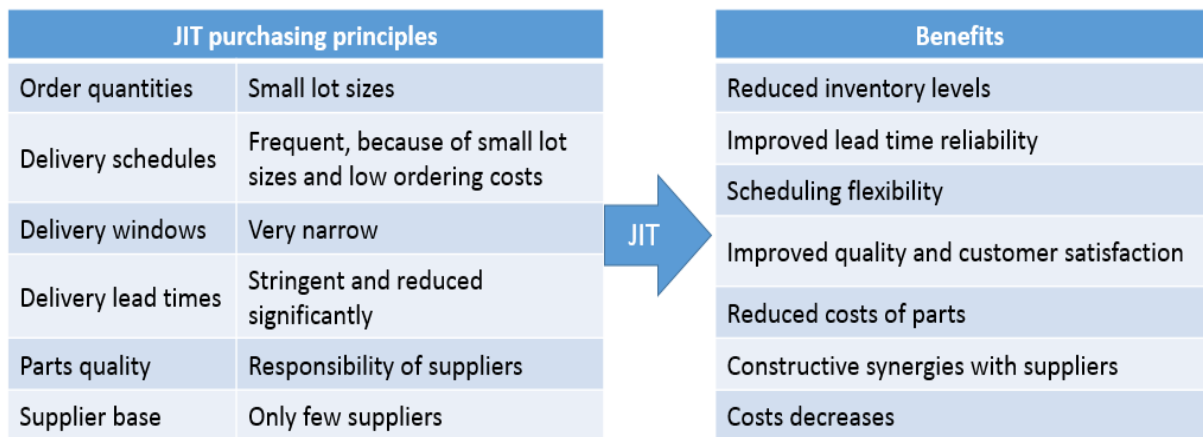 JIT purchasing principles
Order quantities Small lot sizes
Delivery schedules Frequent, because of small lot
sizes and low ordering costs
Delivery windows Very narrow
Delivery lead times Stringent and reduced
significantly
Parts quality Responsibility of suppliers
Supplier base Only few suppliers
JIT
Benefits
Reduced inventory levels
Improved lead time reliability
Scheduling flexibility
Improved quality and customer satisfaction
Reduced costs of parts
Constructive synergies with suppliers
Costs decreases